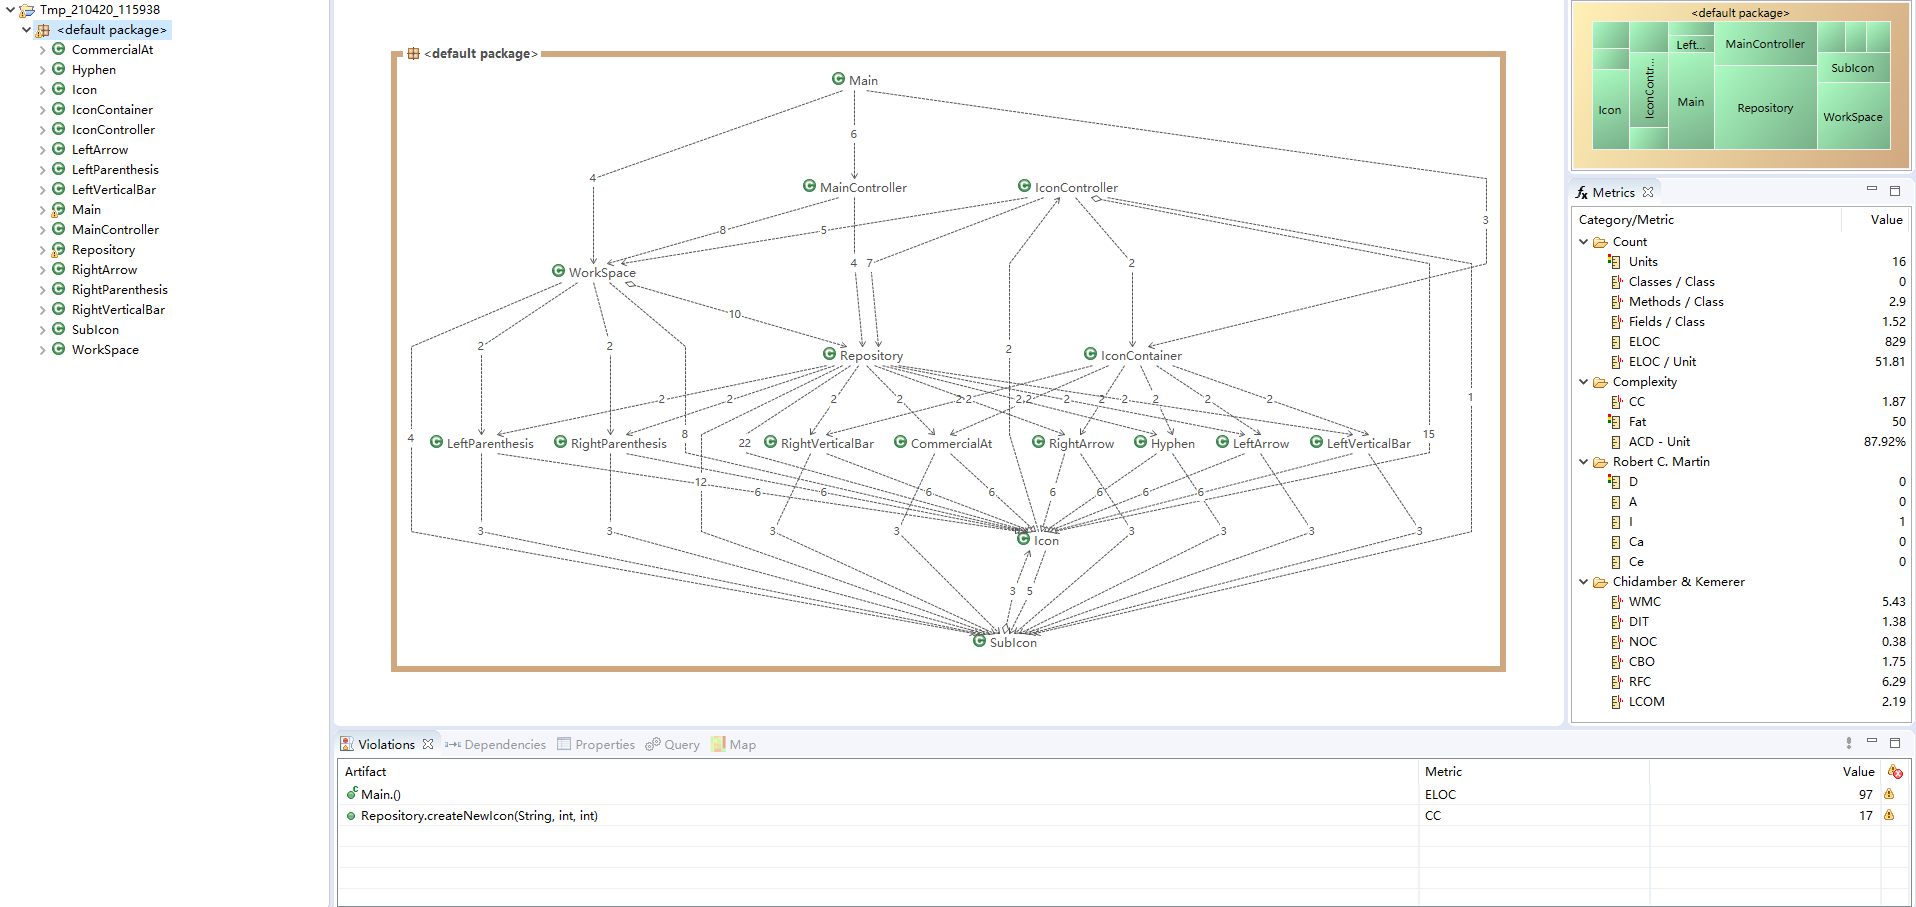 Tmp_210420_115938
<default package>
CommercialAt
Hyphen
Icon
IconContainer
IconController
LeftArrow
LeftParenthesis
LeftVerticalBar
Main
MainController
Repository
RightArrow
RightParenthesis
RightVerticalBar
SubIcon
WorkSpace
<default package>
Main
6
4
MainController
IconController
3
8
5
4
7
2
WorkSpace
10
2
2
2
Repository
IconContainer
1
2
2
2
2
2
2
2
2
2
2
2
2
2
4
8
22
15
LeftParenthesis
RightParenthesis
RightVerticalBar
CommercialAt
RightArrow
Hyphen
LeftArrow
LeftVerticalBar
12
6
6
6
6
6
6
6
6
3
3
3
3
3
3
3
3
Icon
3
5
SubIcon
<default package>
Left...
MainController
IconContr...
SubIcon
Icon
Main
Repository
WorkSpace
Metrics
Category/Metric Value
Count
Units 16
Classes / Class 0
Methods / Class 2.9
Fields / Class 1.52
ELOC 829
ELOC / Unit 51.81
Complexity
CC 1.87
Fat 50
ACD - Unit 87.92%
Robert C. Martin
D 0
A 0
I 1
Ca 0
Ce 0
Chidamber & Kemerer
WMC 5.43
DIT 1.38
NOC 0.38
CBO 1.75
RFC 6.29
LCOM 2.19
Violations Dependencies Properties Query Map
Artifact Metric Value
Main.() ELOC 97
Repository.createNewIcon(String, int, int) CC 17